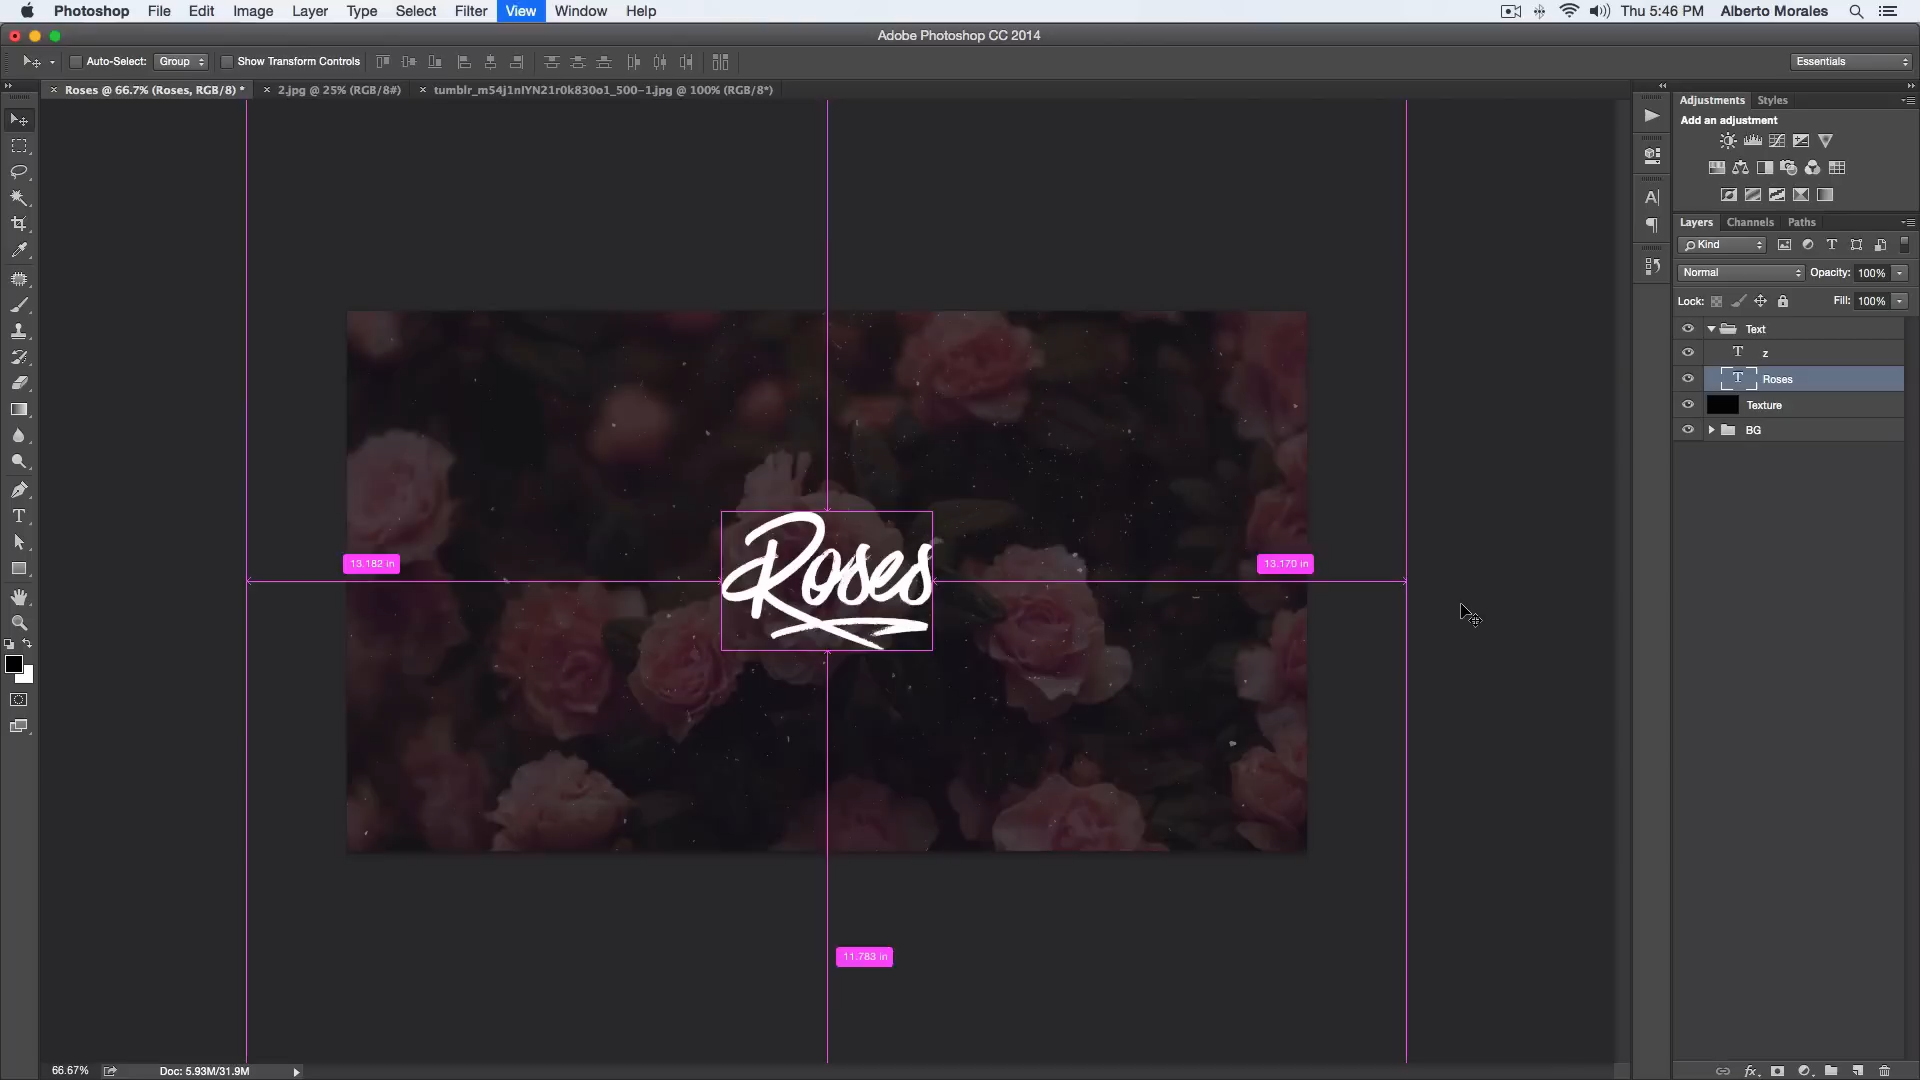 Photoshop File Edit Image Layer Type Select Filter View Window Help Thu 5:46 PM Alberto Morales
Adobe Photoshop CC 2014
Auto-Select: Group Show Transform Controls Essentials
Roses @ 66.7% (Roses, RGB/8) * 2.jpg @ 25% (RGB/8#) tumblr_m54j1nIYN21r0k830o1_500-1.jpg @ 100% (RGB/8*)
Adjustments Styles
Add an adjustment
Layers Channels Paths
Kind
Normal Opacity: 100%
Lock: Fill: 100%
Text
z
Roses
Texture
BG
13.182 in
13.170 in
Roses
11.783 in
66.67% Doc: 5.93M/31.9M